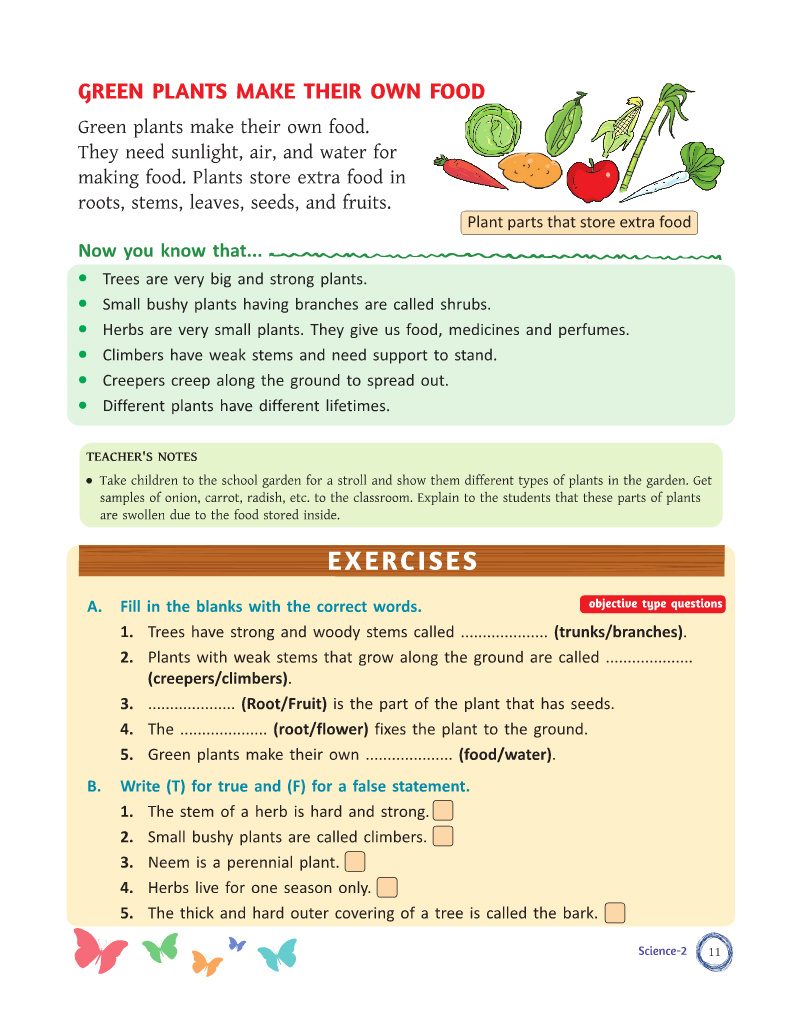 GREEN PLANTS MAKE THEIR OWN FOOD
Green plants make their own food.
They need sunlight, air, and water for
making food. Plants store extra food in
roots, stems, leaves, seeds, and fruits.
Plant parts that store extra food
Now you know that...
• Trees are very big and strong plants.
• Small bushy plants having branches are called shrubs.
• Herbs are very small plants. They give us food, medicines and perfumes.
• Climbers have weak stems and need support to stand.
• Creepers creep along the ground to spread out.
• Different plants have different lifetimes.
TEACHER'S NOTES
• Take children to the school garden for a stroll and show them different types of plants in the garden. Get
samples of onion, carrot, radish, etc. to the classroom. Explain to the students that these parts of plants
are swollen due to the food stored inside.
EXERCISES
A. Fill in the blanks with the correct words.
objective type questions
1. Trees have strong and woody stems called .................... (trunks/branches).
2. Plants with weak stems that grow along the ground are called ....................
(creepers/climbers).
3. .................... (Root/Fruit) is the part of the plant that has seeds.
4. The .................... (root/flower) fixes the plant to the ground.
5. Green plants make their own .................... (food/water).
B. Write (T) for true and (F) for a false statement.
1. The stem of a herb is hard and strong.
2. Small bushy plants are called climbers.
3. Neem is a perennial plant.
4. Herbs live for one season only.
5. The thick and hard outer covering of a tree is called the bark.
Science-2
11